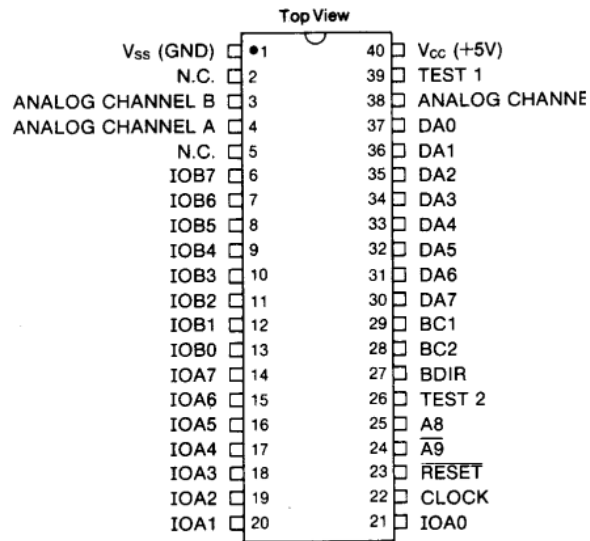 Top View
Vss (GND) 1 40 Vcc (+5V)
N.C. 2 39 TEST 1
ANALOG CHANNEL B 3 38 ANALOG CHANNE
ANALOG CHANNEL A 4 37 DA0
N.C. 5 36 DA1
IOB7 6 35 DA2
IOB6 7 34 DA3
IOB5 8 33 DA4
IOB4 9 32 DA5
IOB3 10 31 DA6
IOB2 11 30 DA7
IOB1 12 29 BC1
IOB0 13 28 BC2
IOA7 14 27 BDIR
IOA6 15 26 TEST 2
IOA5 16 25 A8
IOA4 17 24 A9
IOA3 18 23 RESET
IOA2 19 22 CLOCK
IOA1 20 21 IOA0